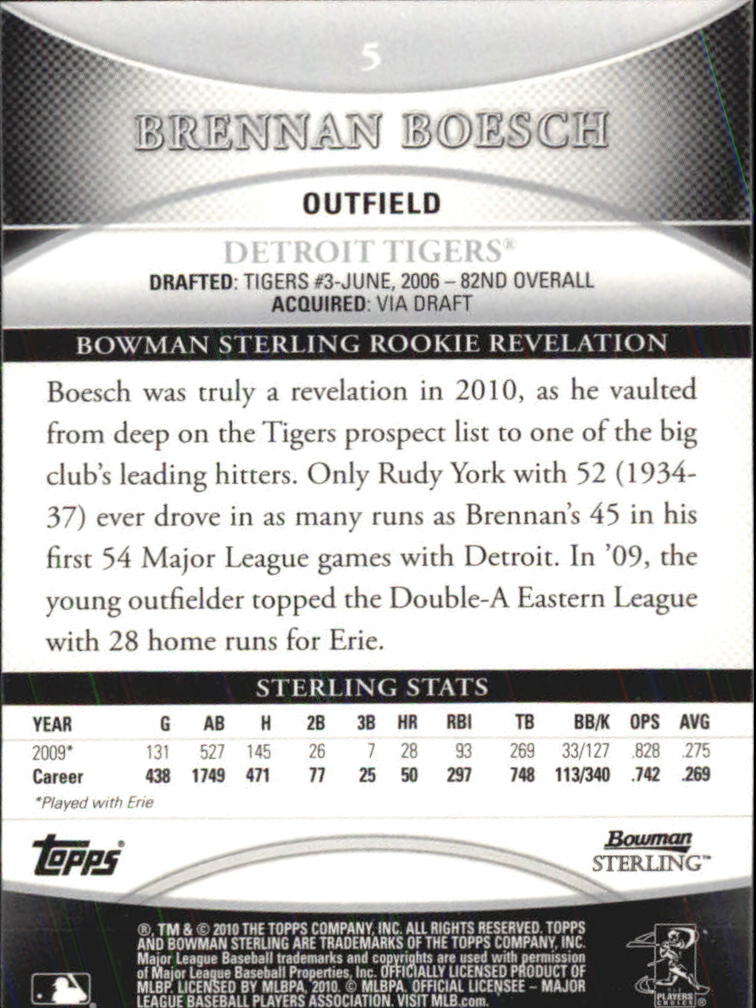 5
BRENNAN BOESCH
OUTFIELD
DETROIT TIGERS®
DRAFTED: TIGERS #3-JUNE, 2006 – 82ND OVERALL
ACQUIRED: VIA DRAFT
BOWMAN STERLING ROOKIE REVELATION
Boesch was truly a revelation in 2010, as he vaulted
from deep on the Tigers prospect list to one of the big
club's leading hitters. Only Rudy York with 52 (1934-
37) ever drove in as many runs as Brennan's 45 in his
first 54 Major League games with Detroit. In '09, the
young outfielder topped the Double-A Eastern League
with 28 home runs for Erie.
STERLING STATS
YEAR G AB H 2B 3B HR RBI TB BB/K OPS AVG
2009* 131 527 145 26 7 28 93 269 33/127 .828 .275
Career 438 1749 471 77 25 50 297 748 113/340 .742 .269
*Played with Erie
Topps®
Bowman
STERLING™
®, TM & © 2010 THE TOPPS COMPANY, INC. ALL RIGHTS RESERVED. TOPPS
AND BOWMAN STERLING ARE TRADEMARKS OF THE TOPPS COMPANY, INC.
Major League Baseball trademarks and copyrights are used with permission
of Major League Baseball Properties, Inc. OFFICIALLY LICENSED PRODUCT OF
MLBP. LICENSED BY MLBPA, 2010. © MLBPA. OFFICIAL LICENSEE – MAJOR
LEAGUE BASEBALL PLAYERS ASSOCIATION. VISIT MLB.com.
PLAYERS
CHOICE